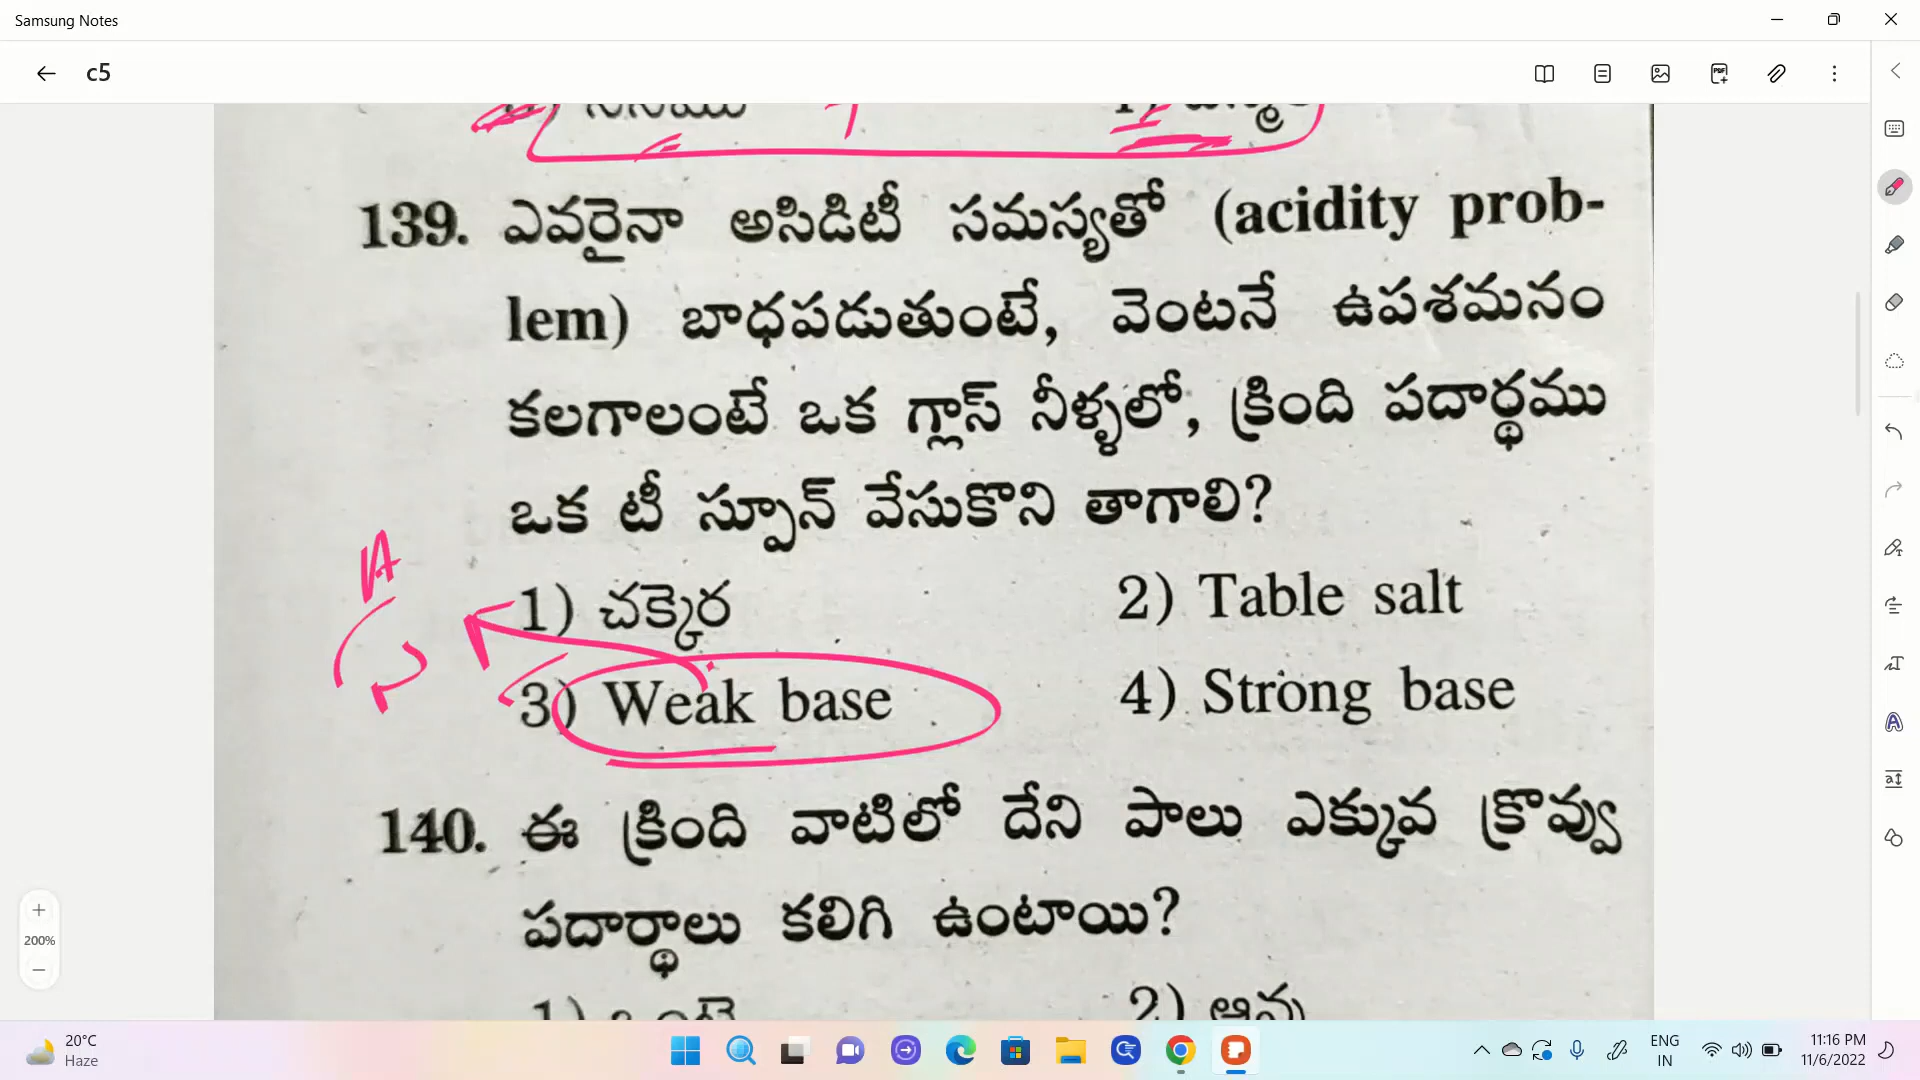 Samsung Notes
c5
139. ఎవరైనా అసిడిటీ సమస్యతో (acidity prob-
lem) బాధపడుతుంటే, వెంటనే ఉపశమనం
కలగాలంటే ఒక గ్లాస్ నీళ్ళలో, క్రింది పదార్థము
ఒక టీ స్పూన్ వేసుకొని తాగాలి?
A
1) చక్కెర 2) Table salt
3) Weak base 4) Strong base
140. ఈ క్రింది వాటిలో దేని పాలు ఎక్కువ క్రొవ్వు
పదార్థాలు కలిగి ఉంటాయి?
200%
20°C
Haze
ENG
IN
11:16 PM
11/6/2022